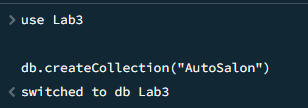 > use Lab3
db.createCollection("AutoSalon")
< switched to db Lab3